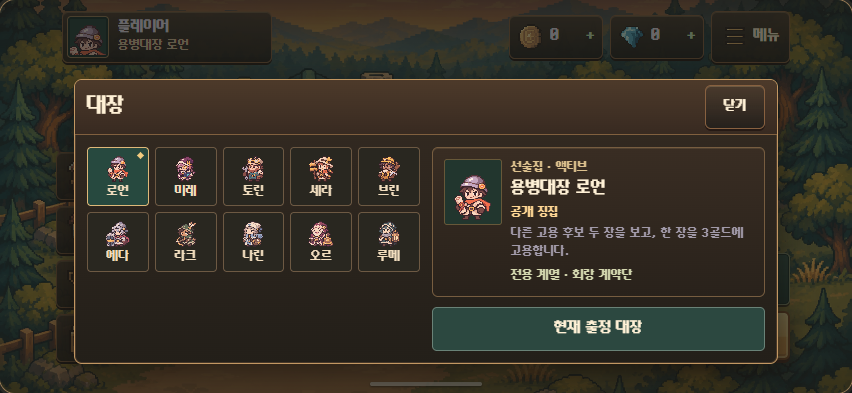 플레이어
용병대장 로언
0 +
0 +
메뉴
대장
닫기
로언
미레
토린
세라
브린
에다
라크
나린
오르
루메
선술집 · 액티브
용병대장 로언
공개 징집
다른 고용 후보 두 장을 보고, 한 장을 3골드에
고용합니다.
전용 계열 · 회랑 계약단
현재 출정 대장